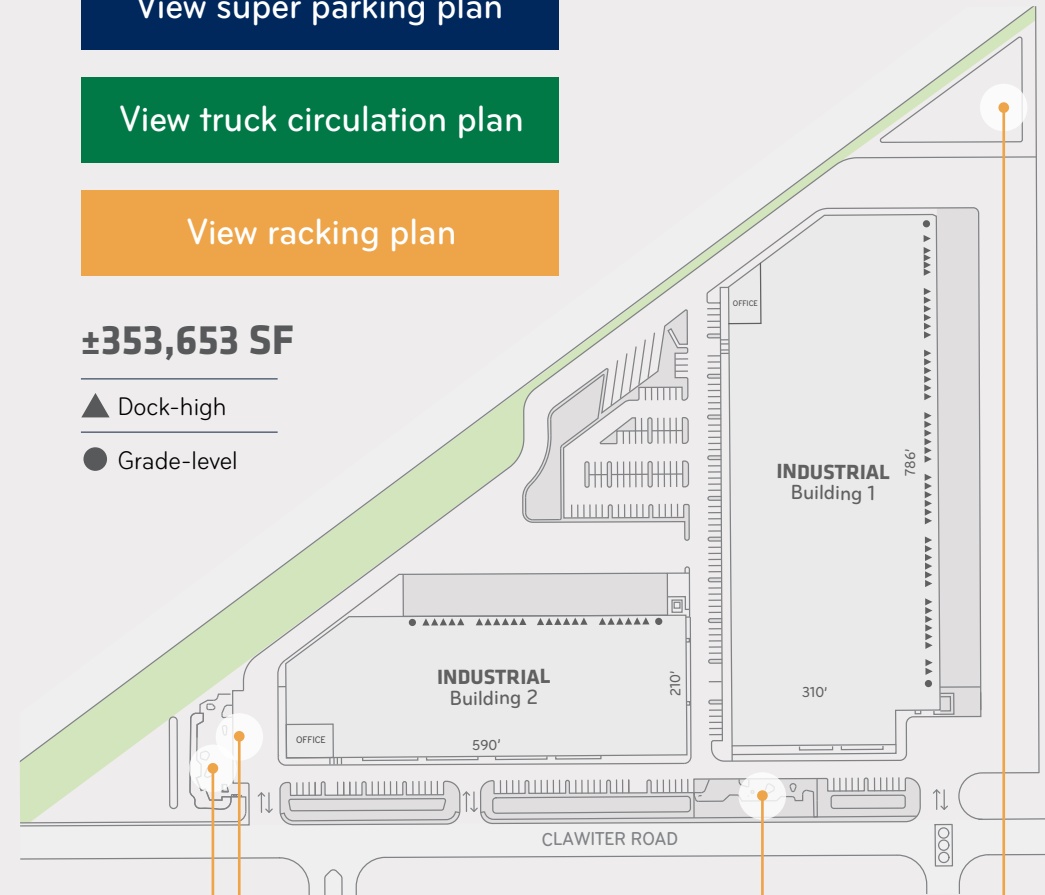 View super parking plan
View truck circulation plan
View racking plan
±353,653 SF
Dock-high
Grade-level
OFFICE
INDUSTRIAL
Building 1
786'
310'
INDUSTRIAL
Building 2
210'
OFFICE
590'
CLAWITER ROAD